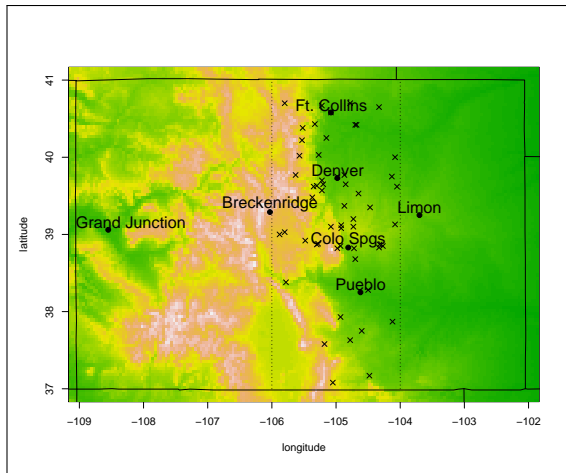 41
40
39
38
37
latitude
Ft. Collins
Denver
Breckenridge
Limon
Grand Junction
Colo Spgs
Pueblo
−109
−108
−107
−106
−105
−104
−103
−102
longitude